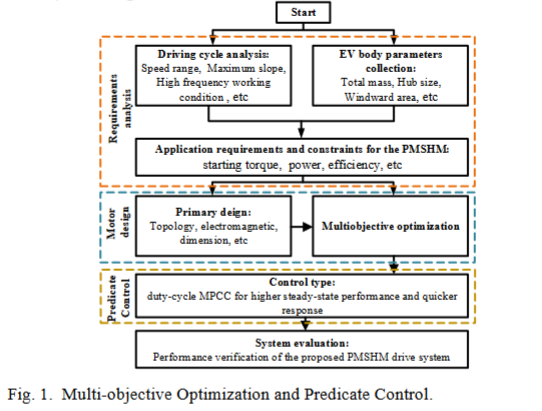 Start
Requirements
analysis
Driving cycle analysis:
Speed range, Maximum slope,
High frequency working
condition , etc
EV body parameters
collection:
Total mass, Hub size,
Windward area, etc
Application requirements and constraints for the PMSHM:
starting torque, power, efficiency, etc
Motor
design
Primary deign:
Topology, electromagnetic,
dimension, etc
Multiobjective optimization
Predicate
Control
Control type:
duty-cycle MPCC for higher steady-state performance and quicker
response
System evaluation:
Performance verification of the proposed PMSHM drive system
Fig. 1. Multi-objective Optimization and Predicate Control.